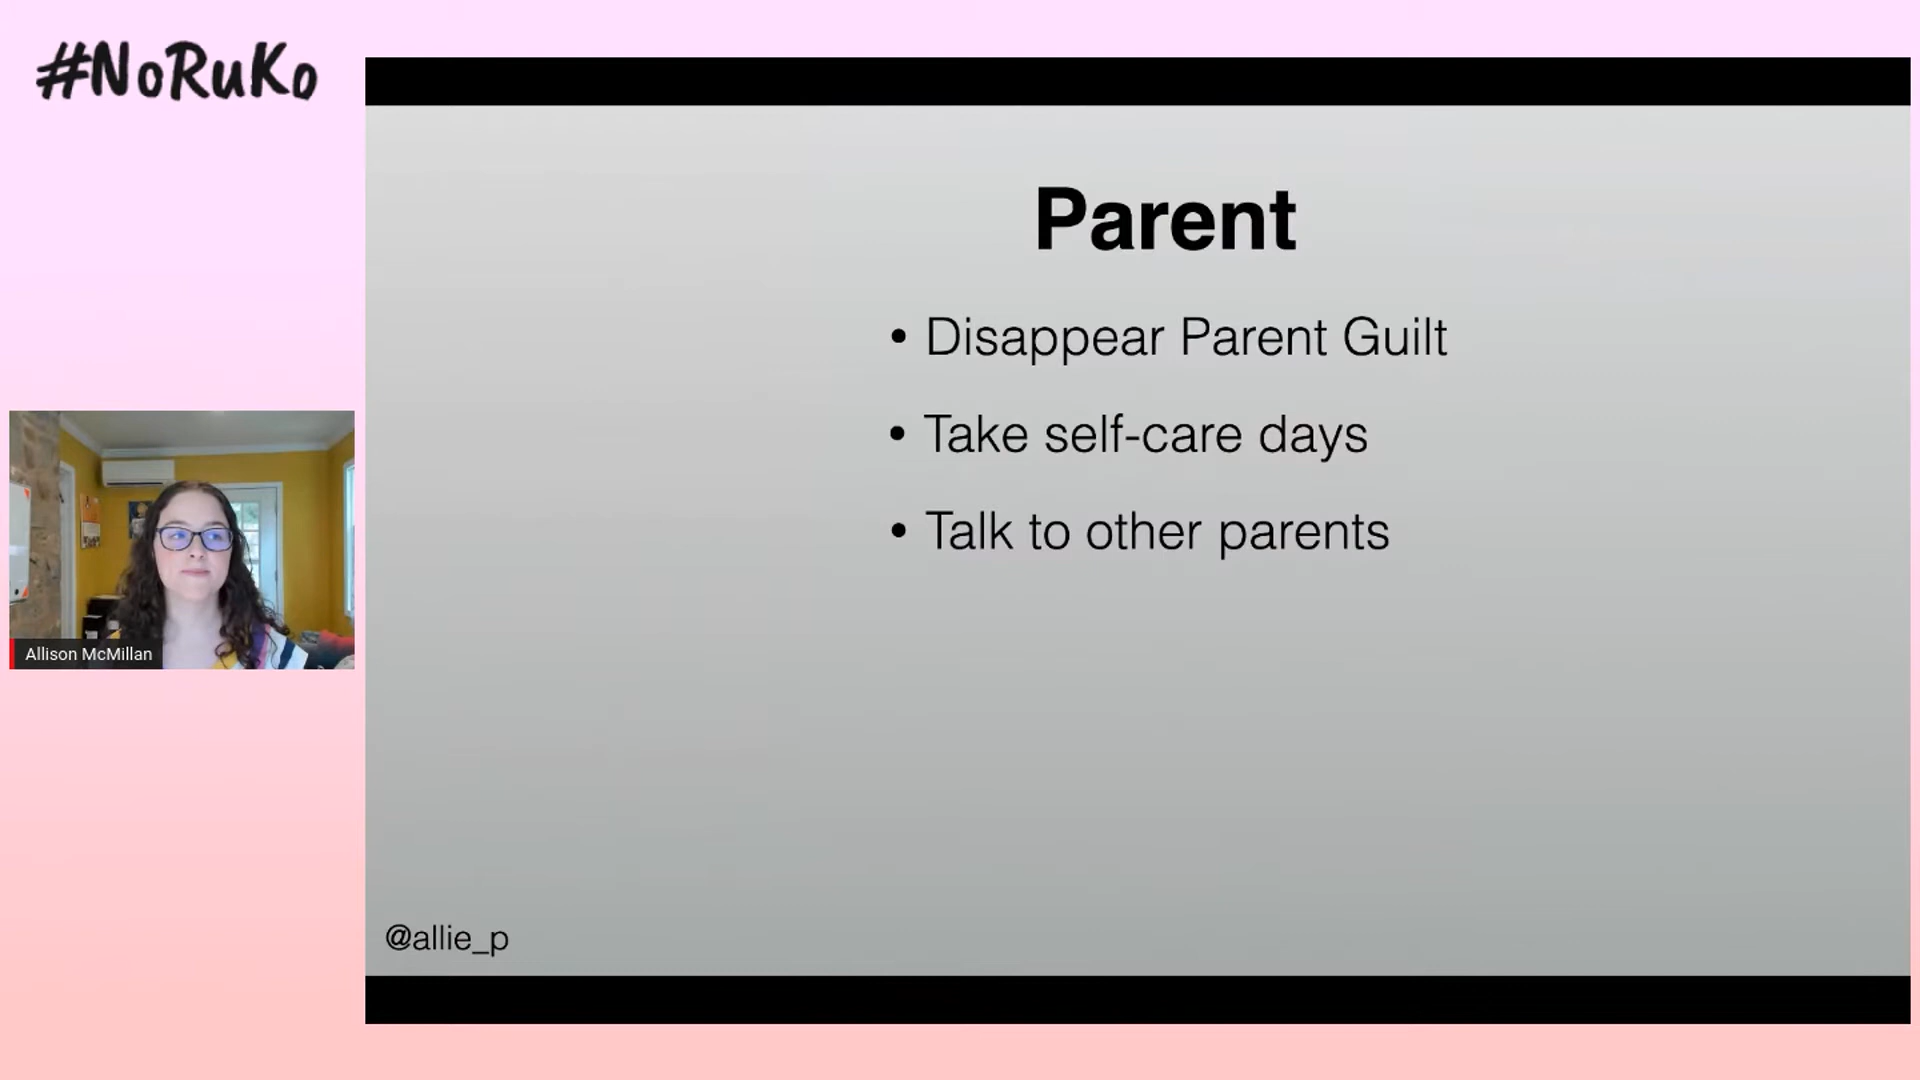 #NoRuKo
Parent
• Disappear Parent Guilt
• Take self-care days
• Talk to other parents
Allison McMillan
@allie_p